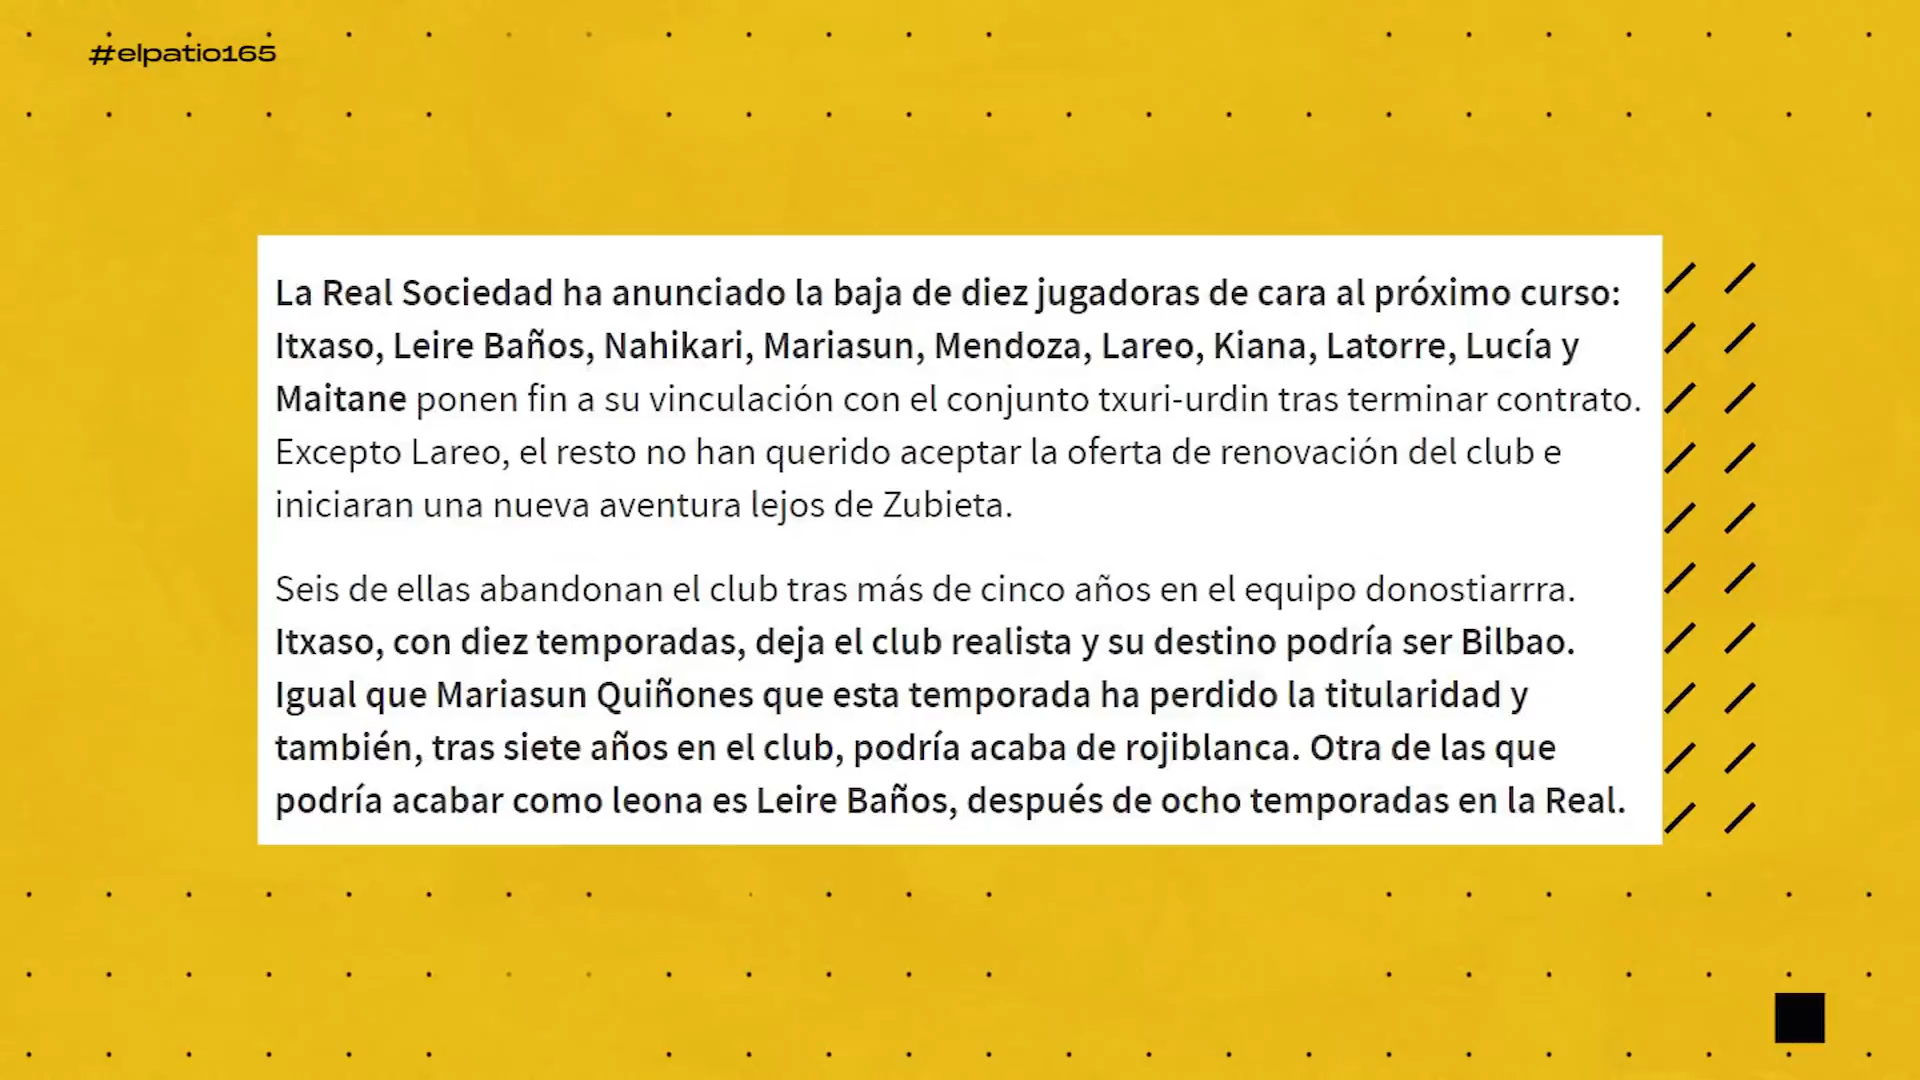 #elpatio165
La Real Sociedad ha anunciado la baja de diez jugadoras de cara al próximo curso:
Itxaso, Leire Baños, Nahikari, Mariasun, Mendoza, Lareo, Kiana, Latorre, Lucía y
Maitane ponen fin a su vinculación con el conjunto txuri-urdin tras terminar contrato.
Excepto Lareo, el resto no han querido aceptar la oferta de renovación del club e
iniciaran una nueva aventura lejos de Zubieta.
Seis de ellas abandonan el club tras más de cinco años en el equipo donostiarrra.
Itxaso, con diez temporadas, deja el club realista y su destino podría ser Bilbao.
Igual que Mariasun Quiñones que esta temporada ha perdido la titularidad y
también, tras siete años en el club, podría acaba de rojiblanca. Otra de las que
podría acabar como leona es Leire Baños, después de ocho temporadas en la Real.